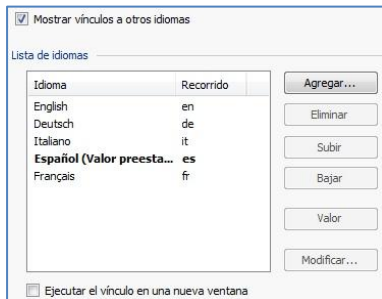 Mostrar vínculos a otros idiomas
Lista de idiomas
Idioma Recorrido Agregar...
English en
Deutsch de Eliminar
Italiano it Subir
Español (Valor preesta... es
Français fr Bajar
Valor
Modificar...
Ejecutar el vínculo en una nueva ventana